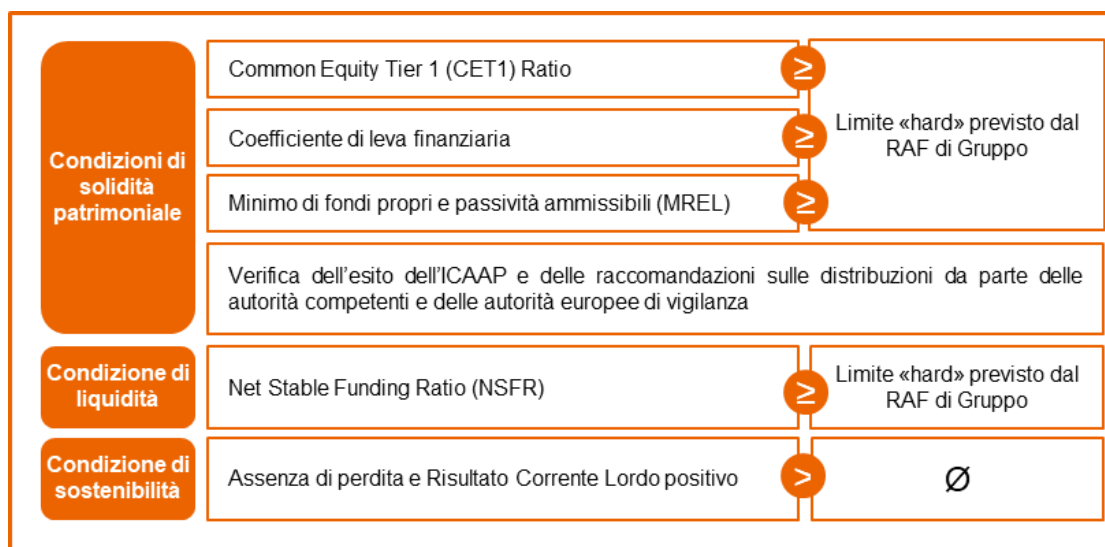 Condizioni di
solidità
patrimoniale
Common Equity Tier 1 (CET1) Ratio
≥
Coefficiente di leva finanziaria
≥
Minimo di fondi propri e passività ammissibili (MREL)
≥
Limite «hard» previsto dal
RAF di Gruppo
Verifica dell'esito dell'ICAAP e delle raccomandazioni sulle distribuzioni da parte delle
autorità competenti e delle autorità europee di vigilanza
Condizione di
liquidità
Net Stable Funding Ratio (NSFR)
≥
Limite «hard» previsto dal
RAF di Gruppo
Condizione di
sostenibilità
Assenza di perdita e Risultato Corrente Lordo positivo
>
Ø